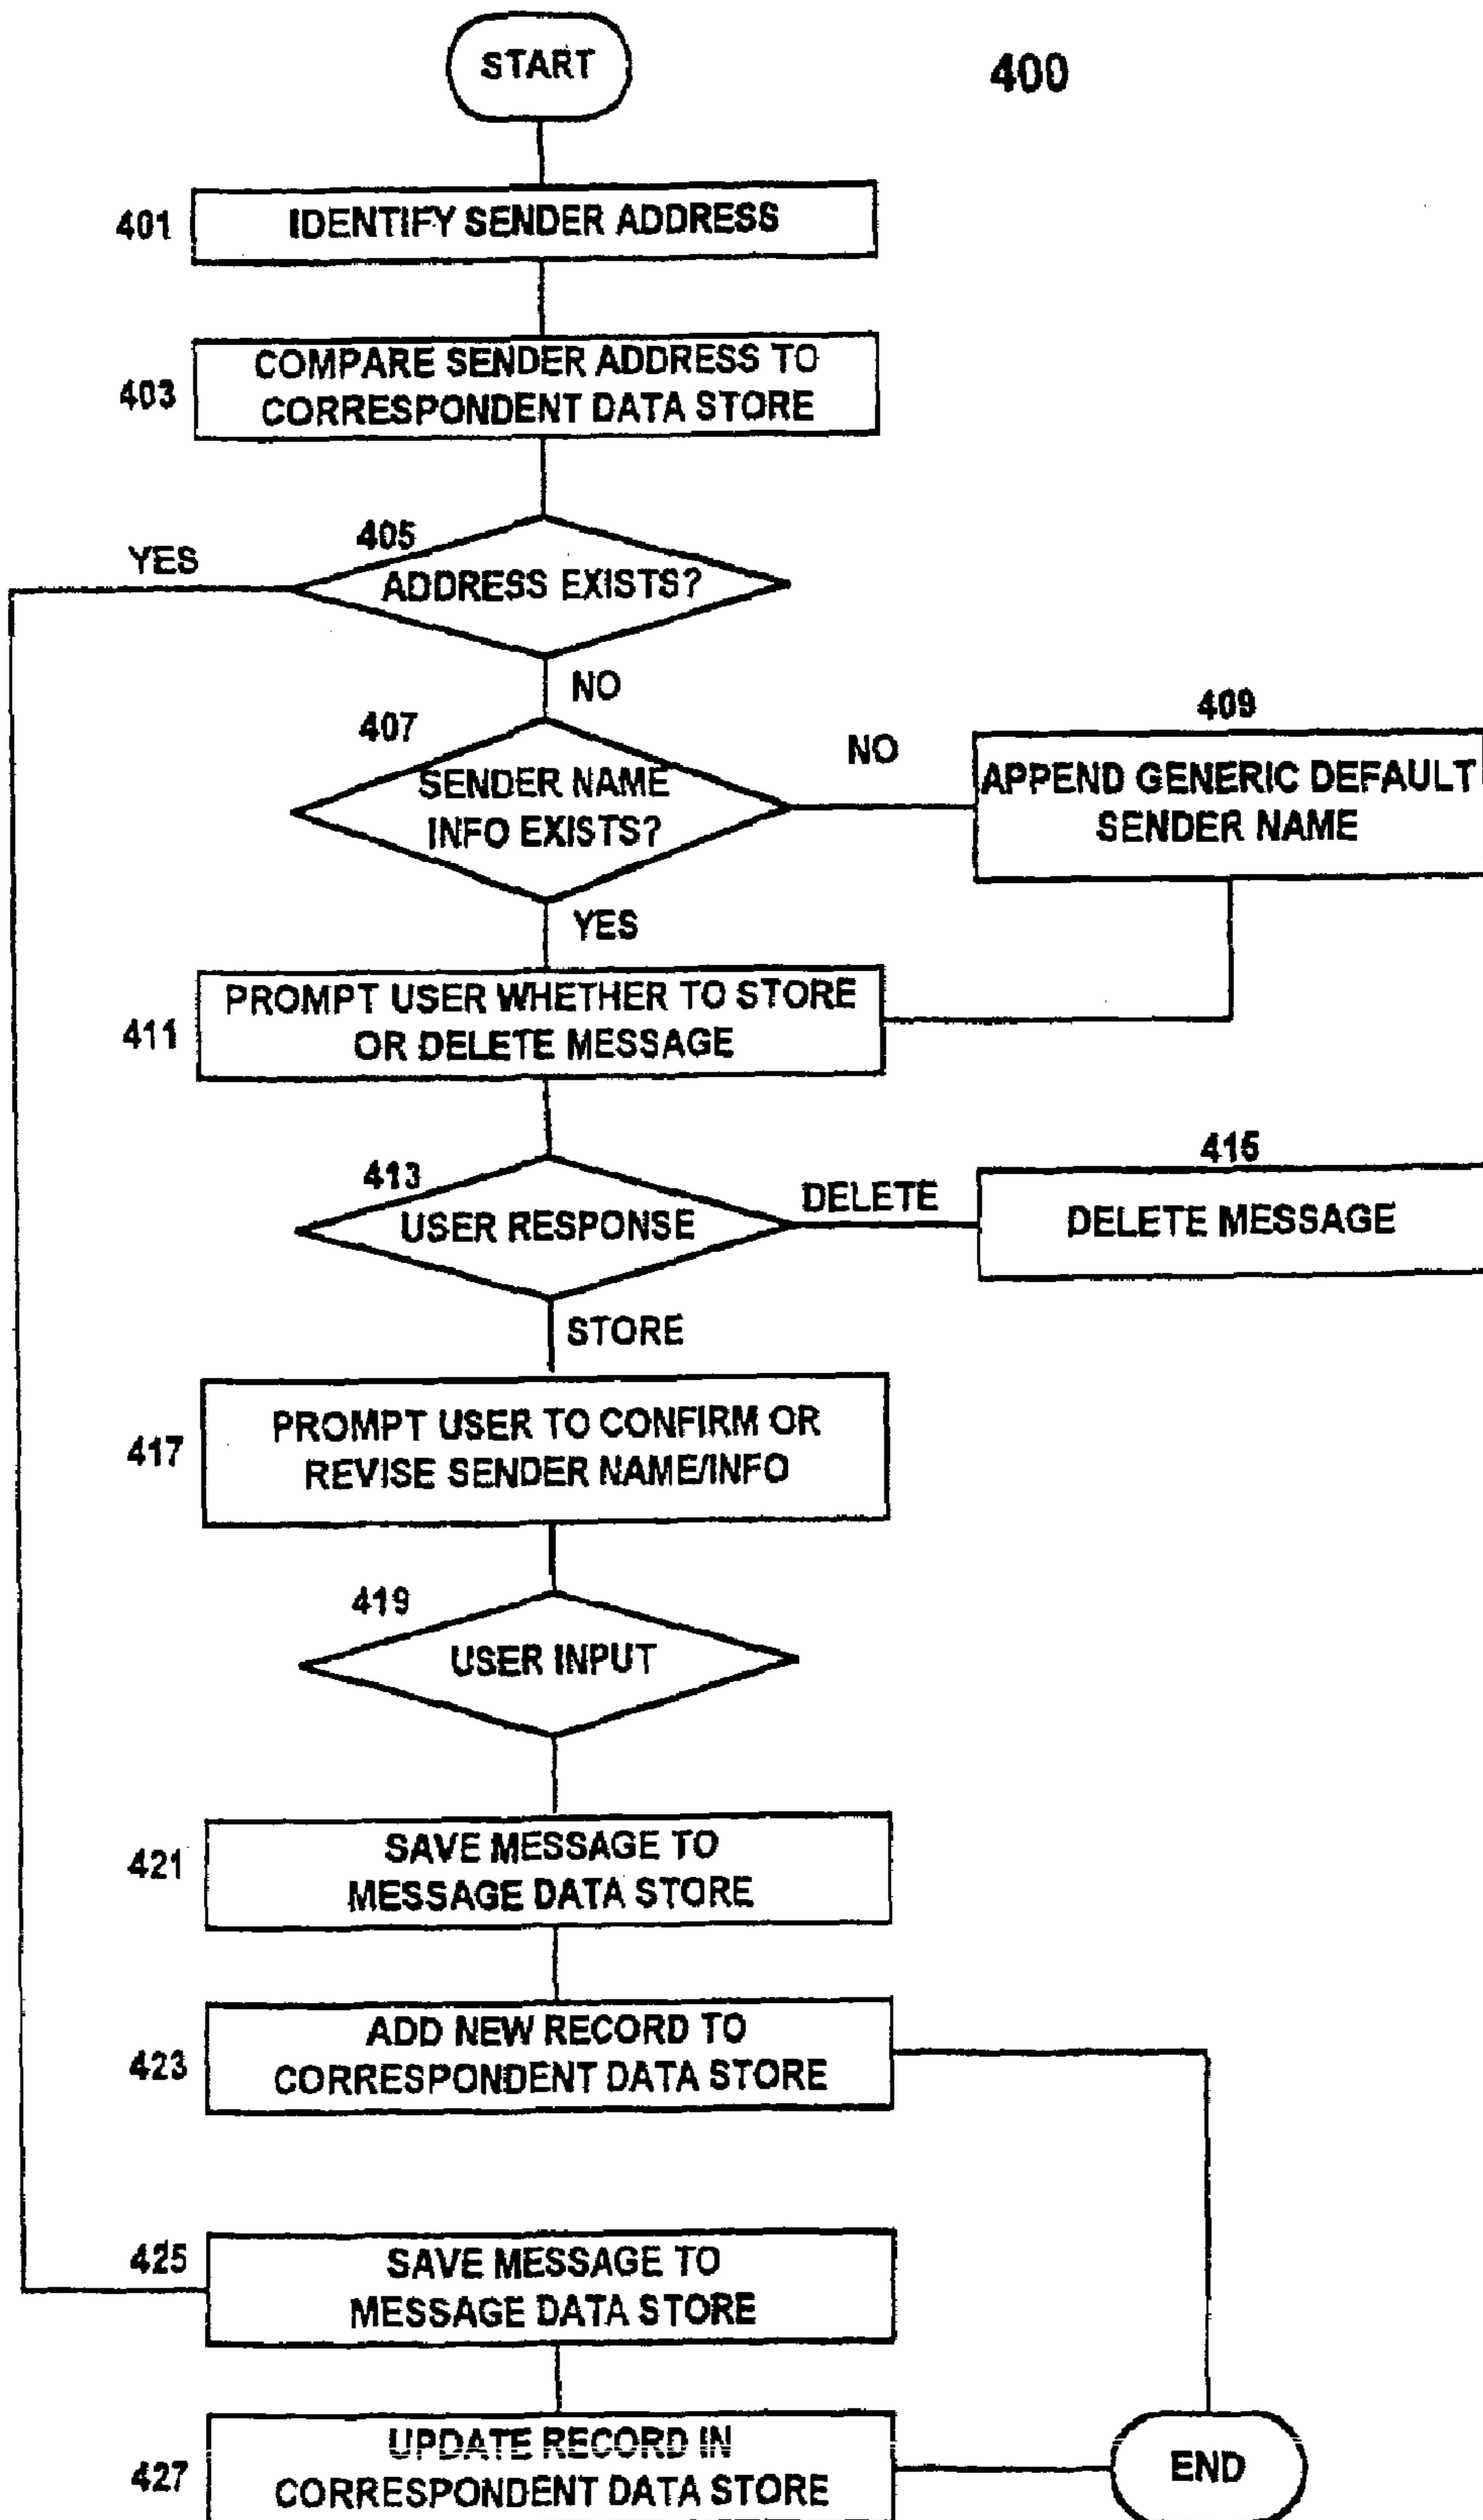 START
400
401
IDENTIFY SENDER ADDRESS
403
COMPARE SENDER ADDRESS TO
CORRESPONDENT DATA STORE
405
YES
ADDRESS EXISTS?
NO
407
409
NO
SENDER NAME
INFO EXISTS?
APPEND GENERIC DEFAULT
SENDER NAME
YES
411
PROMPT USER WHETHER TO STORE
OR DELETE MESSAGE
413
415
USER RESPONSE
DELETE
DELETE MESSAGE
STORE
417
PROMPT USER TO CONFIRM OR
REVISE SENDER NAME/INFO
419
USER INPUT
421
SAVE MESSAGE TO
MESSAGE DATA STORE
423
ADD NEW RECORD TO
CORRESPONDENT DATA STORE
425
SAVE MESSAGE TO
MESSAGE DATA STORE
427
UPDATE RECORD IN
CORRESPONDENT DATA STORE
END